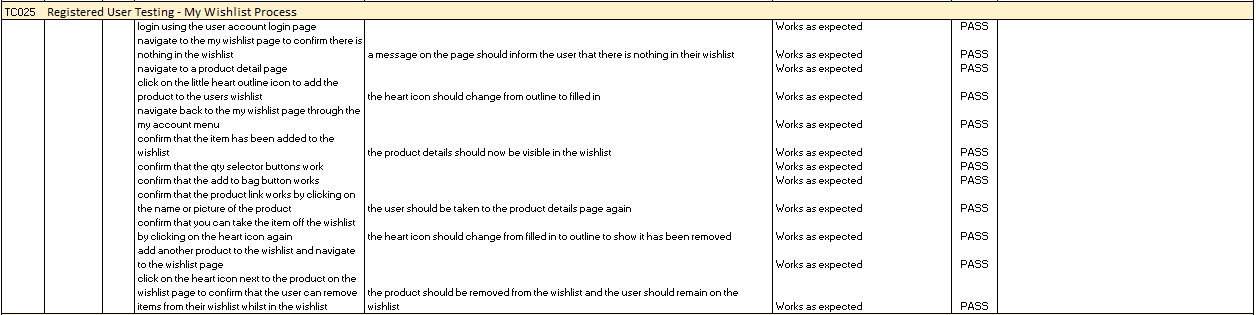 TC025 Registered User Testing - My Wishlist Process
login using the user account login page Works as expected PASS
navigate to the my wishlist page to confirm there is
nothing in the wishlist a message on the page should inform the user that there is nothing in their wishlist Works as expected PASS
navigate to a product detail page Works as expected PASS
click on the little heart outline icon to add the
product to the users wishlist the heart icon should change from outline to filled in Works as expected PASS
navigate back to the my wishlist page through the
my account menu Works as expected PASS
confirm that the item has been added to the
wishlist the product details should now be visible in the wishlist Works as expected PASS
confirm that the qty selector buttons work Works as expected PASS
confirm that the add to bag button works Works as expected PASS
confirm that the product link works by clicking on
the name or picture of the product the user should be taken to the product details page again Works as expected PASS
confirm that you can take the item off the wishlist
by clicking on the heart icon again the heart icon should change from filled in to outline to show it has been removed Works as expected PASS
add another product to the wishlist and navigate
to the wishlist page Works as expected PASS
click on the heart icon next to the product on the
wishlist page to confirm that the user can remove the product should be removed from the wishlist and the user should remain on the
items from their wishlist whilst in the wishlist wishlist Works as expected PASS